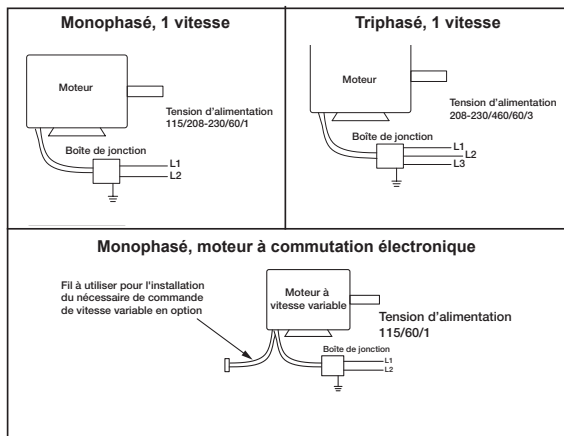 Monophasé, 1 vitesse
Moteur
Tension d'alimentation
115/208-230/60/1
Boîte de jonction
L1
L2
Triphasé, 1 vitesse
Moteur
Tension d'alimentation
208-230/460/60/3
Boîte de jonction
L1
L2
L3
Monophasé, moteur à commutation électronique
Fil à utiliser pour l'installation
du nécessaire de commande
de vitesse variable en option
Moteur à
vitesse variable
Tension d'alimentation
115/60/1
Boîte de jonction
L1
L2